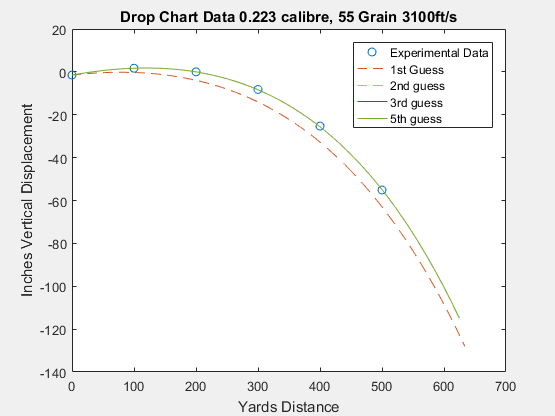 Drop Chart Data 0.223 calibre, 55 Grain 3100ft/s
20
0
-20
-40
-60
-80
-100
-120
-140
Inches Vertical Displacement
Experimental Data
1st Guess
2nd guess
3rd guess
5th guess
0 100 200 300 400 500 600 700
Yards Distance